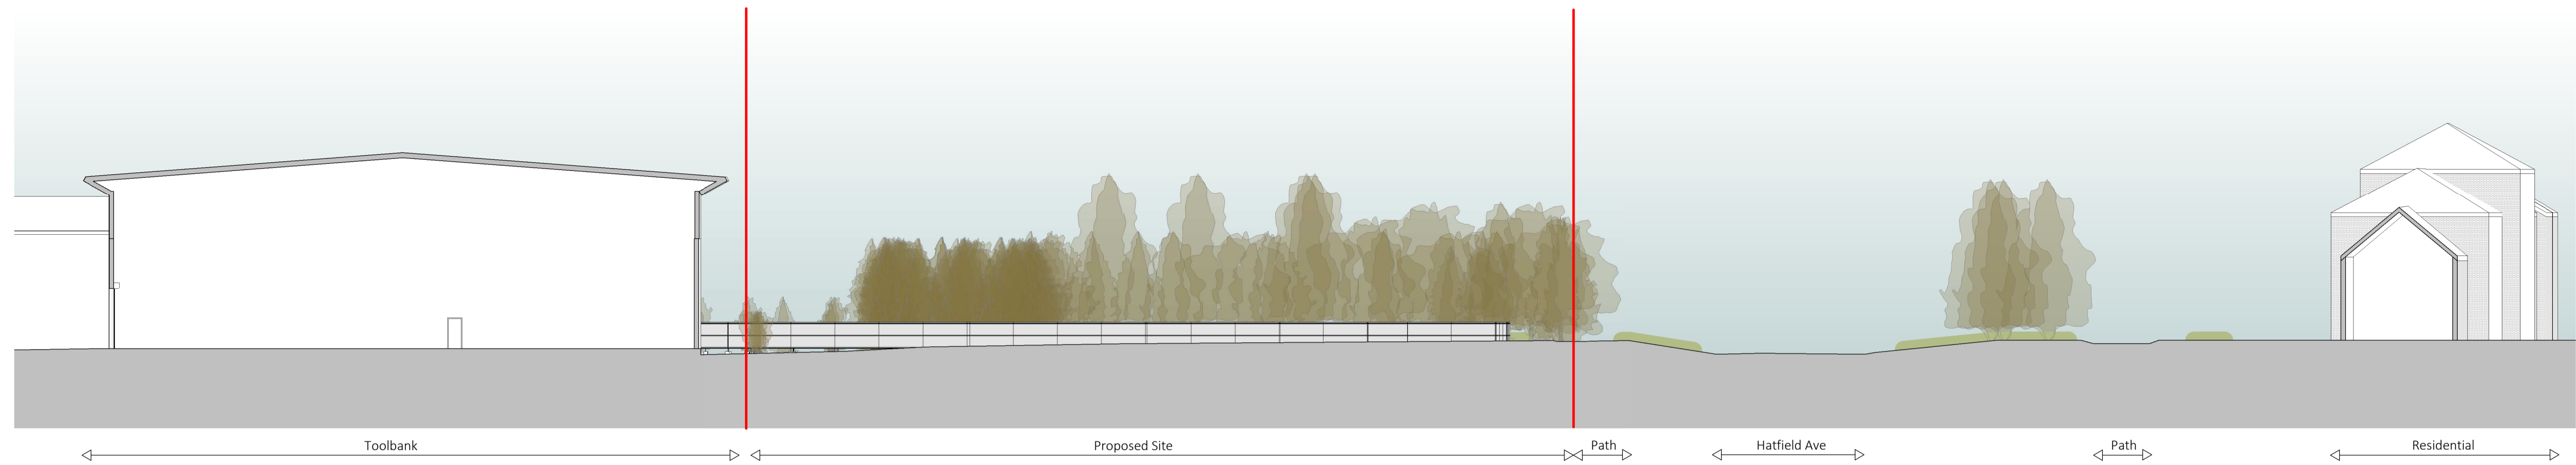 Toolbank
Proposed Site
Path
Hatfield Ave
Path
Residential